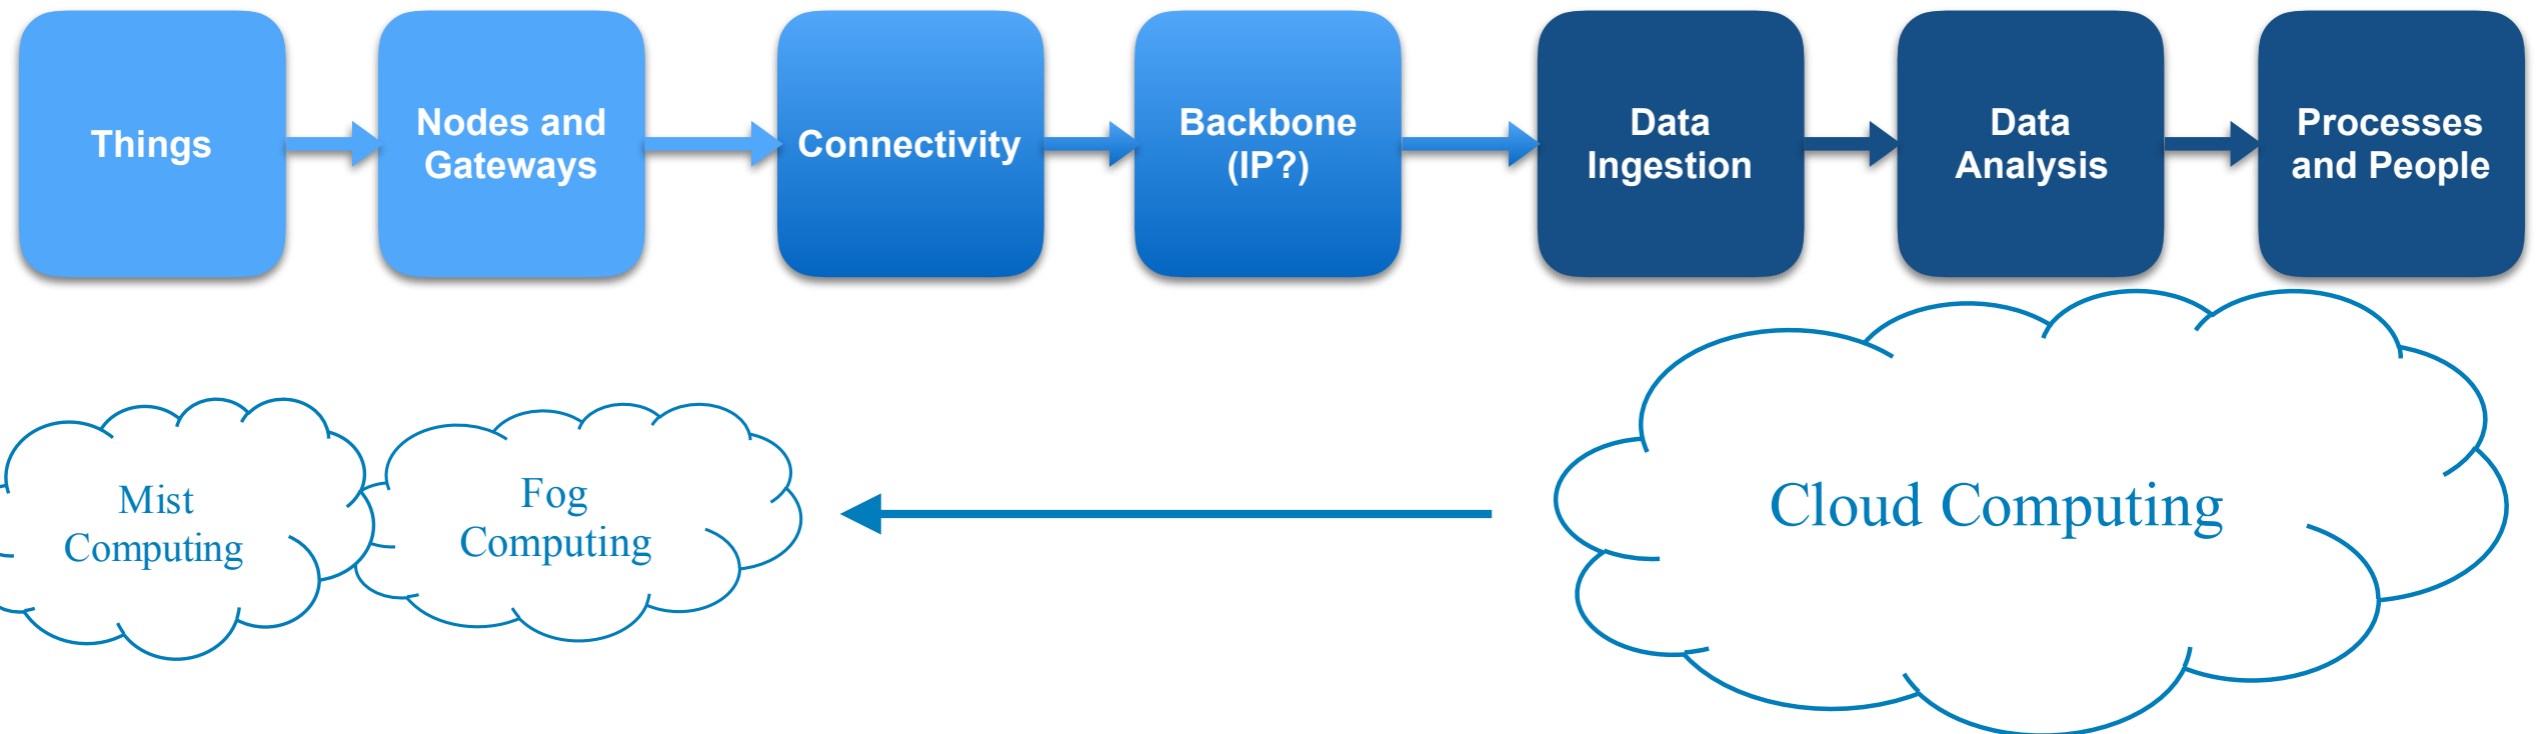 Things
Nodes and
Gateways
Connectivity
Backbone
(IP?)
Data
Ingestion
Data
Analysis
Processes
and People
Mist
Computing
Fog
Computing
Cloud Computing